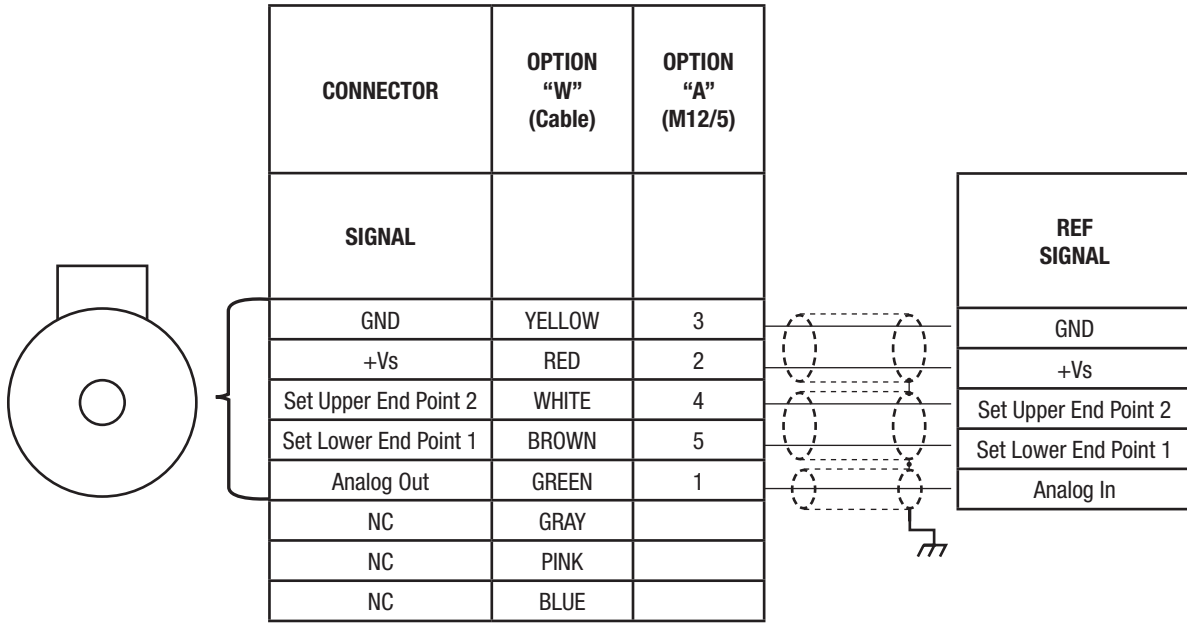 CONNECTOR
OPTION
“W”
(Cable)
OPTION
“A”
(M12/5)
SIGNAL
REF
SIGNAL
GND YELLOW 3 GND
+Vs RED 2 +Vs
Set Upper End Point 2 WHITE 4 Set Upper End Point 2
Set Lower End Point 1 BROWN 5 Set Lower End Point 1
Analog Out GREEN 1 Analog In
NC GRAY
NC PINK
NC BLUE